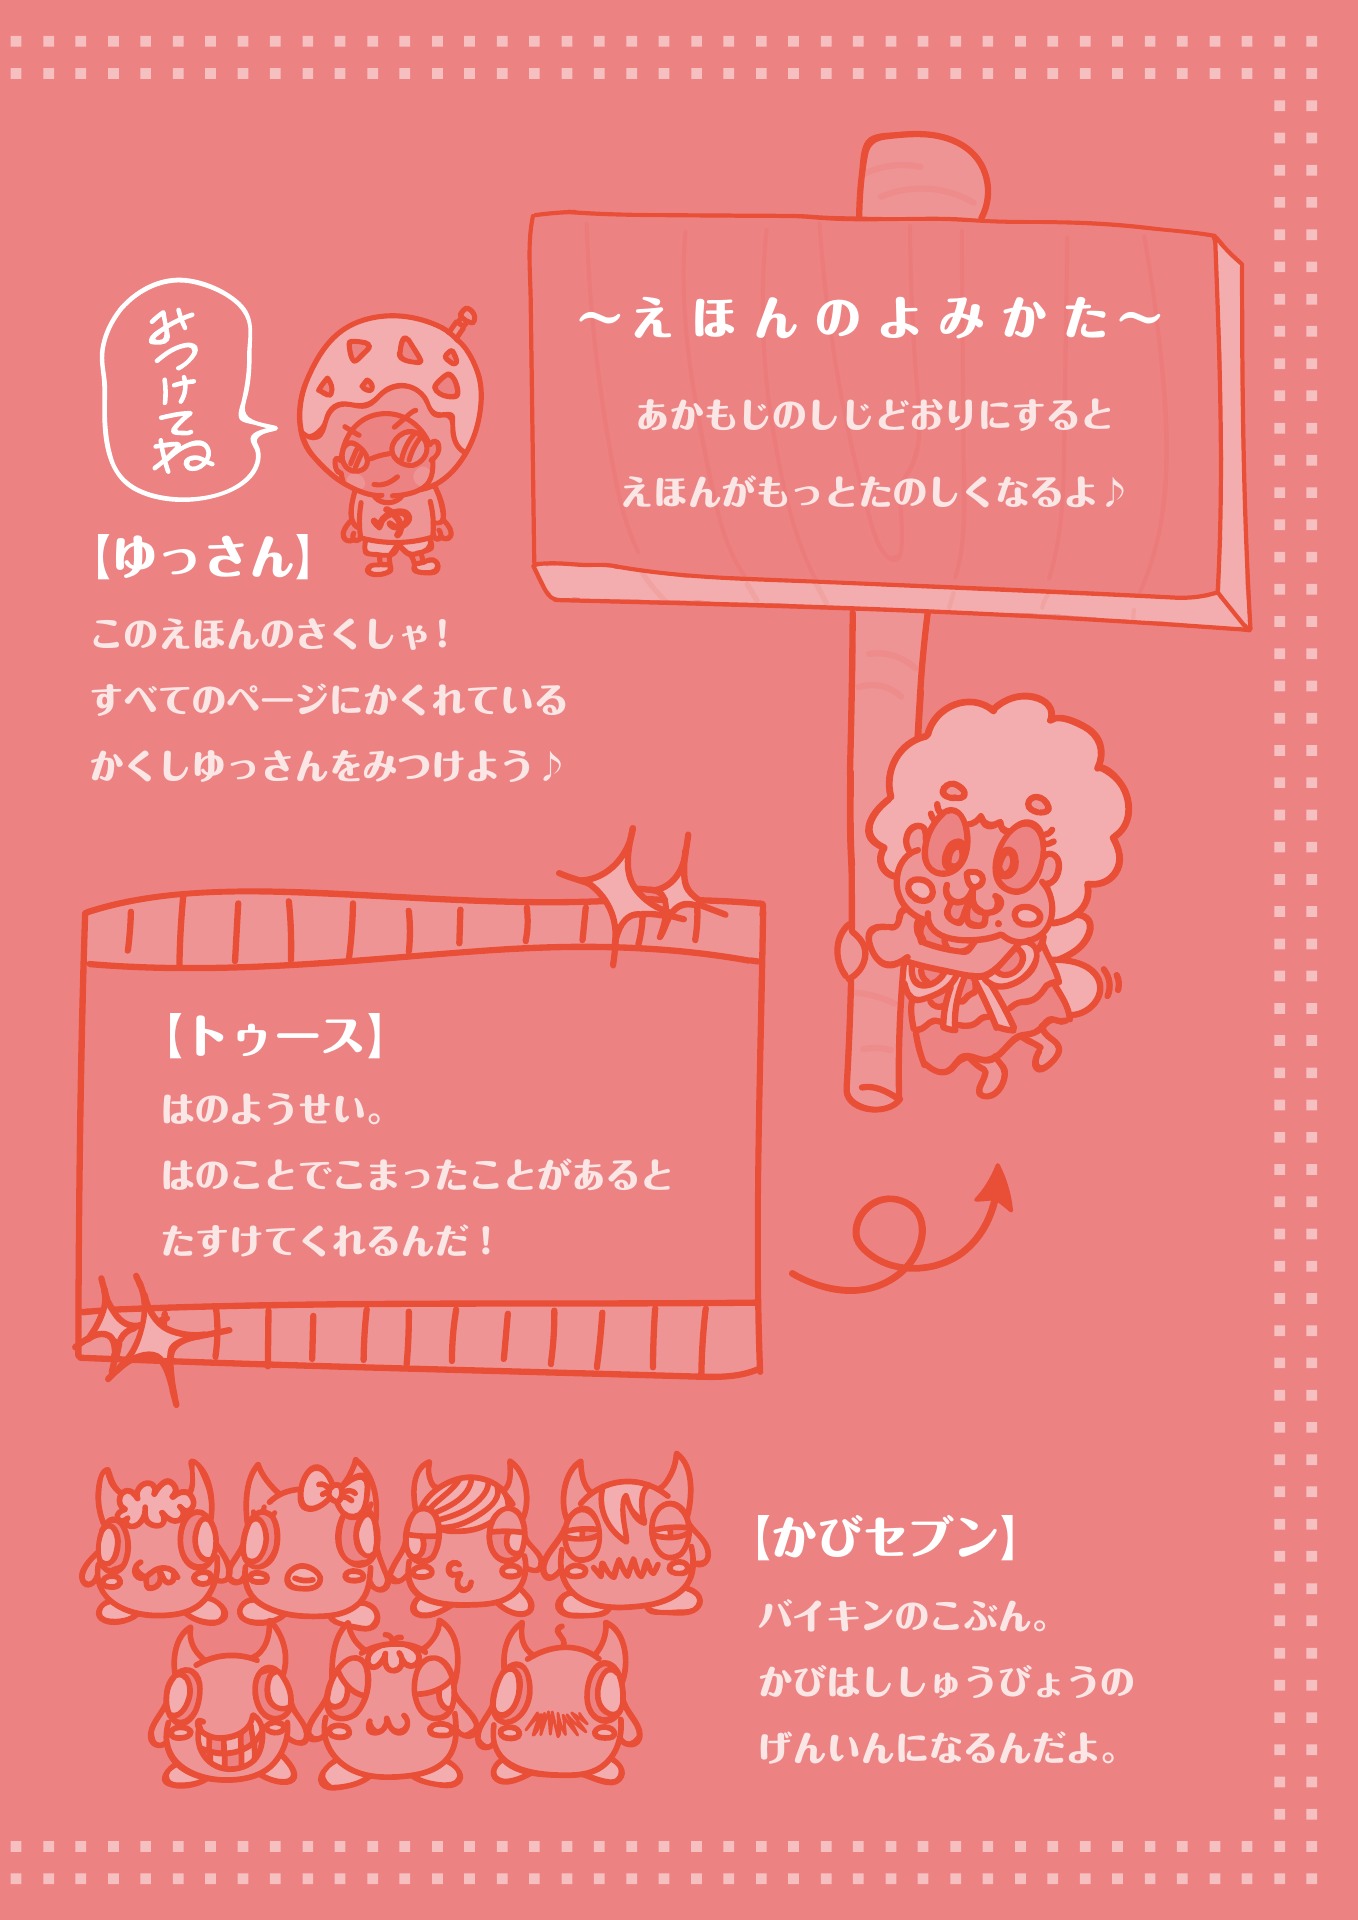 ～えほんのよみかた～
あかもじのしじどおりにすると
えほんがもっとたのしくなるよ♪
みつけてね
【ゆっさん】
このえほんのさくしゃ！
すべてのページにかくれている
かくしゆっさんをみつけよう♪
【トゥース】
はのようせい。
はのことでこまったことがあると
たすけてくれるんだ！
【かびセブン】
バイキンのこぶん。
かびはししゅうびょうの
げんいんになるんだよ。
ゆ